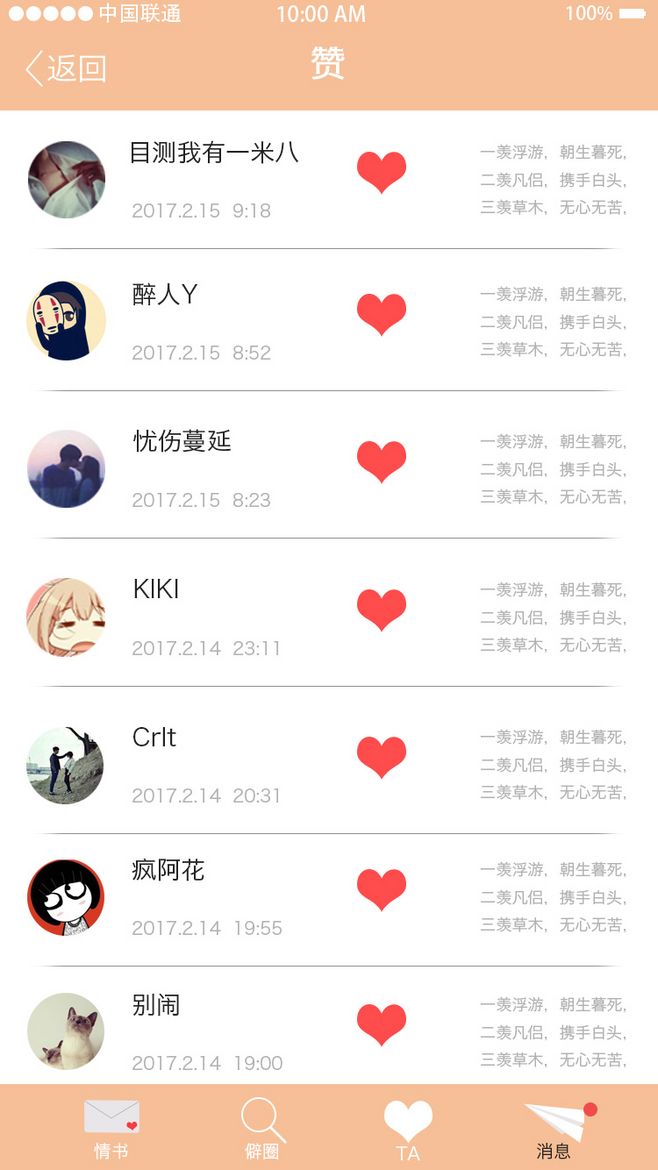 中国联通 10:00 AM 100%
返回 赞
目测我有一米八
2017.2.15 9:18
一羡浮游，朝生暮死，
二羡凡侣，携手白头，
三羡草木，无心无苦，
醉人Y
2017.2.15 8:52
一羡浮游，朝生暮死，
二羡凡侣，携手白头，
三羡草木，无心无苦，
忧伤蔓延
2017.2.15 8:23
一羡浮游，朝生暮死，
二羡凡侣，携手白头，
三羡草木，无心无苦，
KIKI
2017.2.14 23:11
一羡浮游，朝生暮死，
二羡凡侣，携手白头，
三羡草木，无心无苦，
Crlt
2017.2.14 20:31
一羡浮游，朝生暮死，
二羡凡侣，携手白头，
三羡草木，无心无苦，
疯阿花
2017.2.14 19:55
一羡浮游，朝生暮死，
二羡凡侣，携手白头，
三羡草木，无心无苦，
别闹
2017.2.14 19:00
一羡浮游，朝生暮死，
二羡凡侣，携手白头，
三羡草木，无心无苦，
情书 僻圈 TA 消息